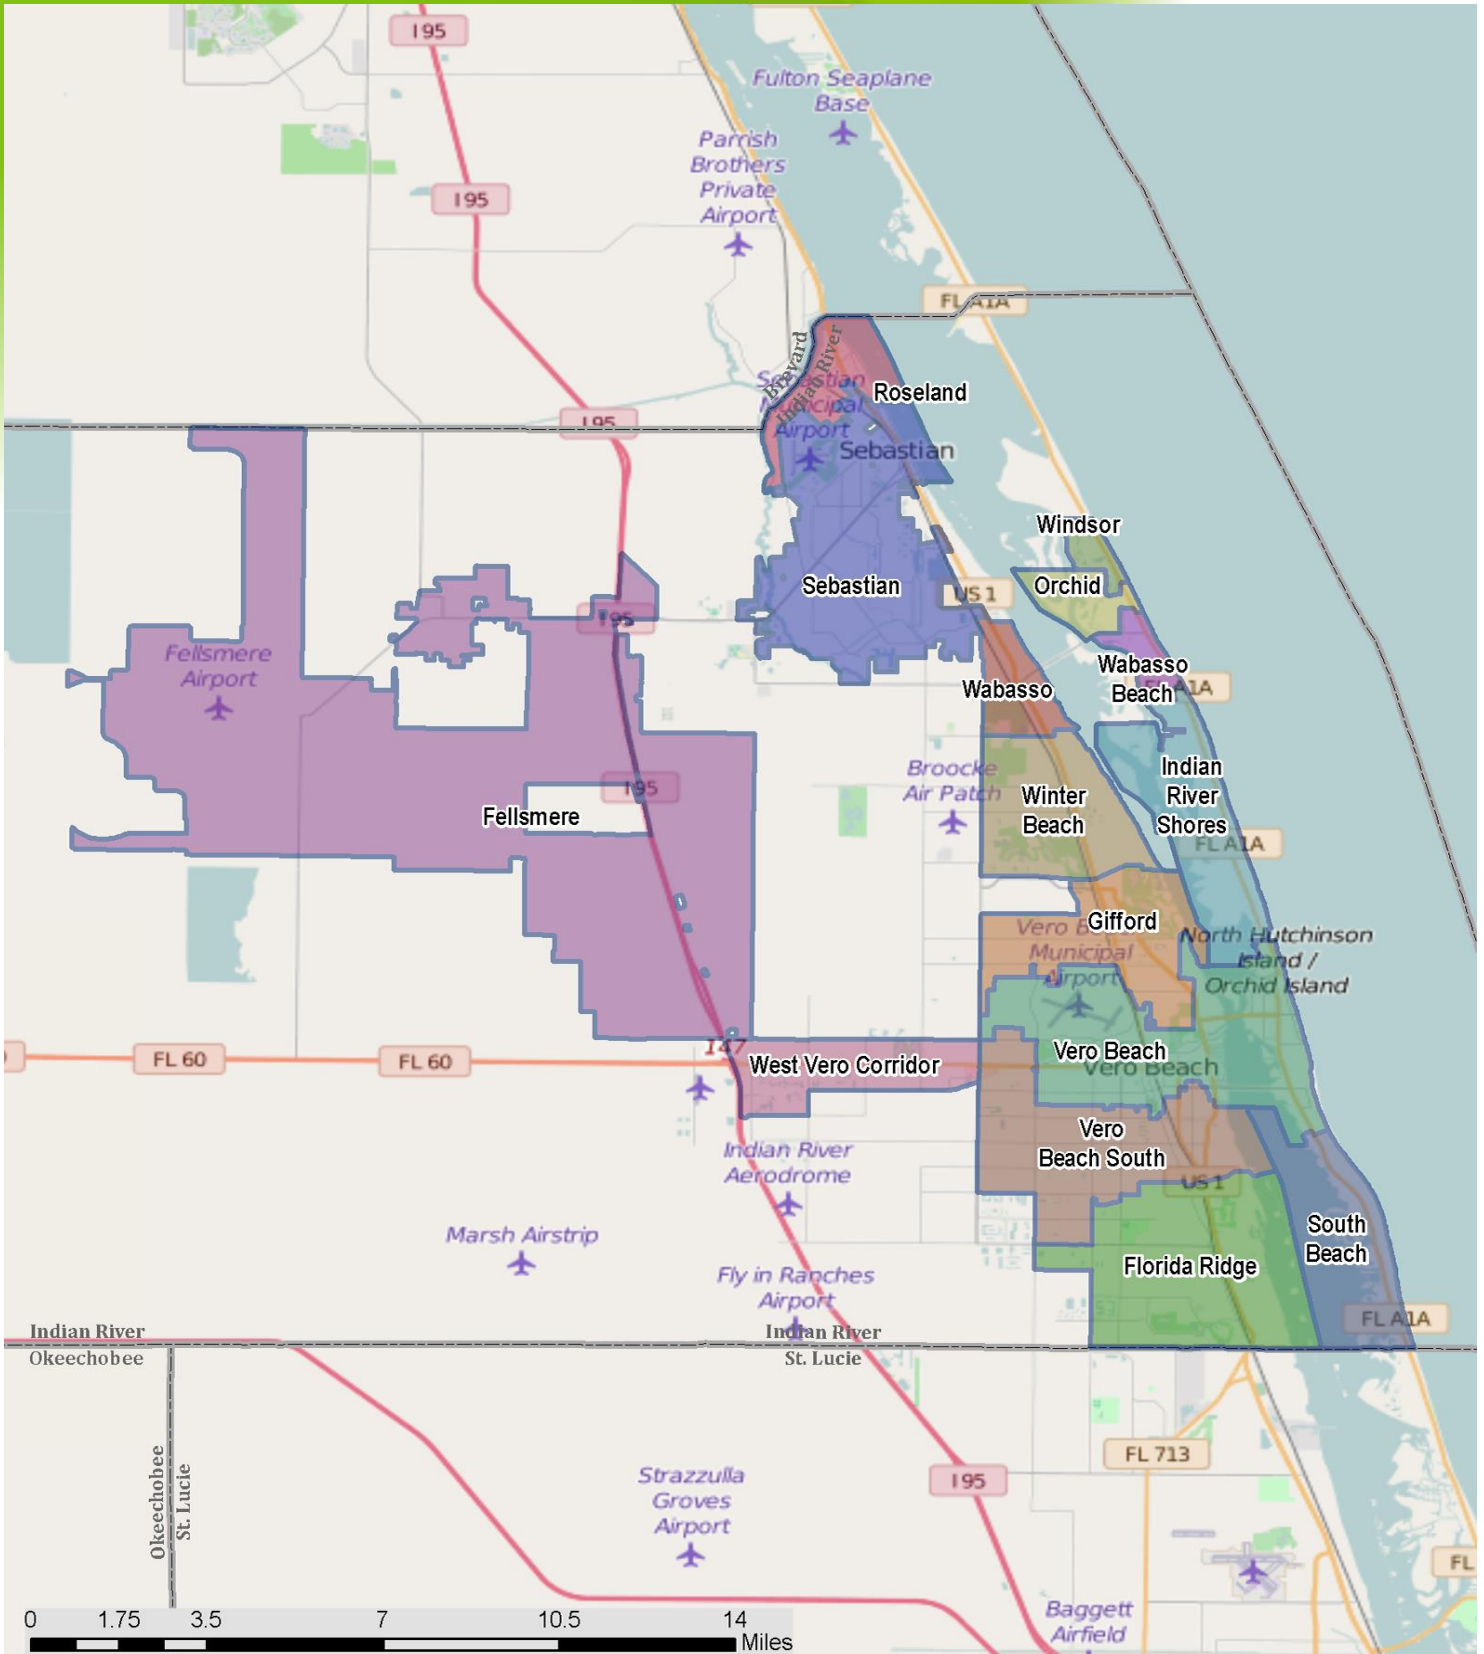 I 95
Fulton Seaplane
Base
Parrish
Brothers
Private
Airport
I 95
FL A1A
Brevard
Indian River
Roseland
Sebastian
Municipal
Airport
I 95
Sebastian
Windsor
Orchid
Sebastian
US 1
I 95
Fellsmere
Airport
Wabasso
Beach
FL A1A
Wabasso
Indian
River
Shores
Broocke
Air Patch
I 95
Winter
Beach
Fellsmere
FL A1A
Gifford
Vero Beach
Municipal
Airport
North Hutchinson
Island /
Orchid Island
147
FL 60
FL 60
West Vero Corridor
Vero Beach
Vero Beach
Vero
Beach South
Indian River
Aerodrome
US 1
Marsh Airstrip
South
Beach
Florida Ridge
Fly in Ranches
Airport
FL A1A
Indian River
Okeechobee
Indian River
St. Lucie
FL 713
Okeechobee
St. Lucie
Strazzulla
Groves
Airport
I 95
FL
Baggett
Airfield
0 1.75 3.5 7 10.5 14
Miles